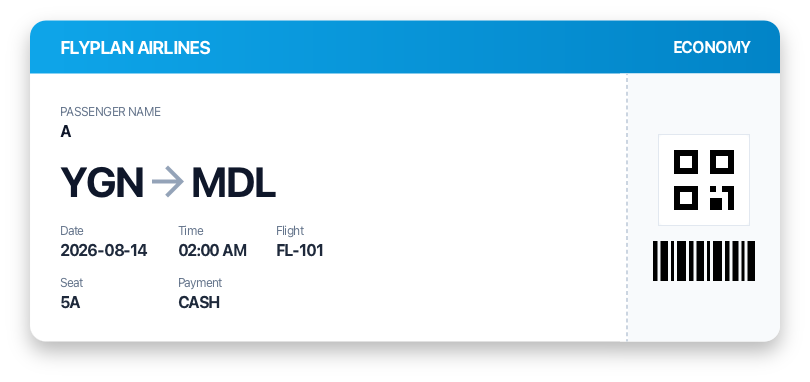 FLYPLAN AIRLINES
ECONOMY
PASSENGER NAME
A
YGN → MDL
Date Time Flight
2026-08-14 02:00 AM FL-101
Seat Payment
5A CASH